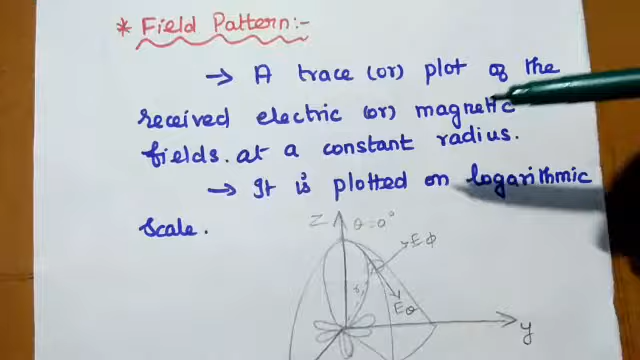 * Field Pattern:-
→ A trace (or) plot of the
received electric (or) magnetic
fields. at a constant radius.
→ It is plotted on logarithmic
scale.
Z θ=0°
Eφ
r
Eθ
y